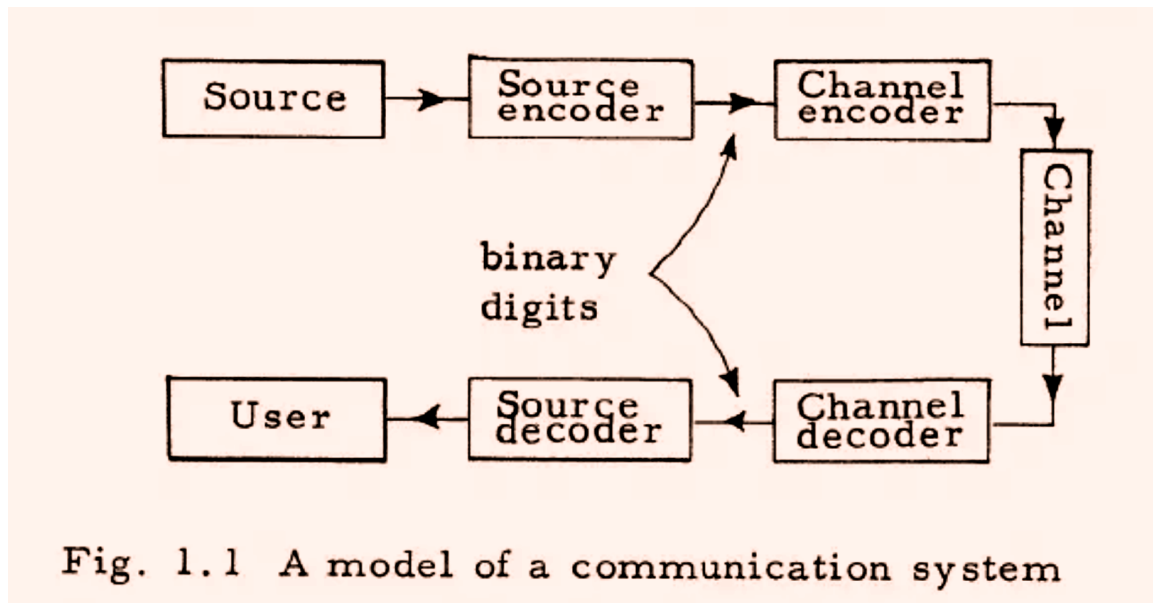 Source
Source
encoder
Channel
encoder
Channel
binary
digits
User
Source
decoder
Channel
decoder
Fig. 1.1 A model of a communication system